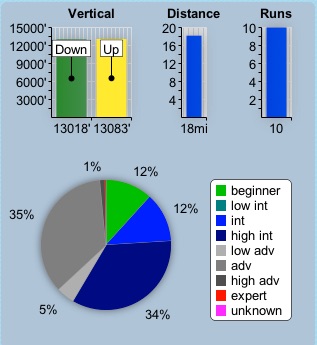 Vertical Distance Runs
15000'
12000'
9000'
6000'
3000'
Down Up
13018' 13083'
20
16
12
8
4
18mi
10
8
6
4
2
10
1%
12%
12%
35%
5%
34%
beginner
low int
int
high int
low adv
adv
high adv
expert
unknown